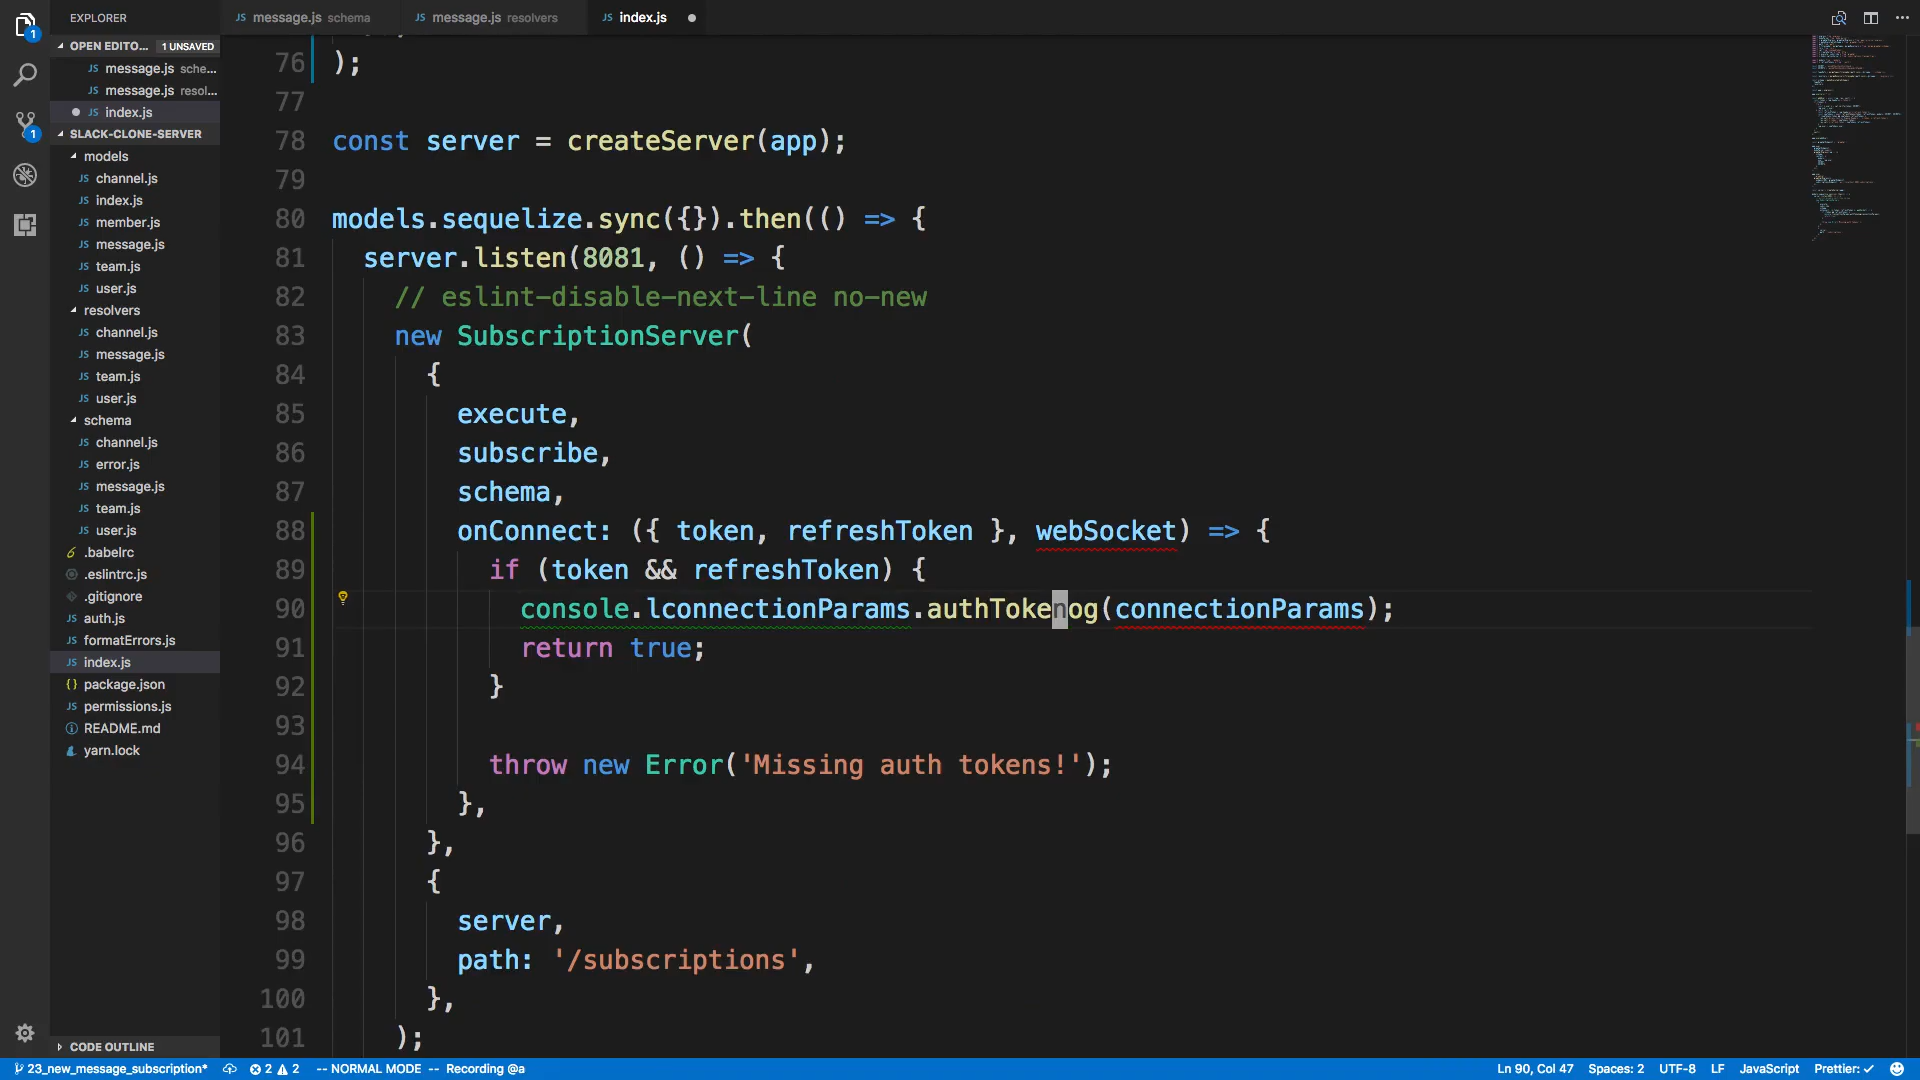 EXPLORER
JS message.js schema
JS message.js resolvers
JS index.js
OPEN EDITO... 1 UNSAVED
JS message.js sche...
JS message.js resol...
JS index.js
SLACK-CLONE-SERVER
models
JS channel.js
JS index.js
JS member.js
JS message.js
JS team.js
JS user.js
resolvers
JS channel.js
JS message.js
JS team.js
JS user.js
schema
JS channel.js
JS error.js
JS message.js
JS team.js
JS user.js
.babelrc
.eslintrc.js
.gitignore
JS auth.js
JS formatErrors.js
JS index.js
{} package.json
JS permissions.js
README.md
yarn.lock
CODE OUTLINE
1
1
76 );
77
78 const server = createServer(app);
79
80 models.sequelize.sync({}).then(() => {
81 server.listen(8081, () => {
82 // eslint-disable-next-line no-new
83 new SubscriptionServer(
84 {
85 execute,
86 subscribe,
87 schema,
88 onConnect: ({ token, refreshToken }, webSocket) => {
89 if (token && refreshToken) {
90 console.lconnectionParams.authTokenog(connectionParams);
91 return true;
92 }
93
94 throw new Error('Missing auth tokens!');
95 },
96 },
97 {
98 server,
99 path: '/subscriptions',
100 },
101 );
23_new_message_subscription* 2 2 -- NORMAL MODE -- Recording @a Ln 90, Col 47 Spaces: 2 UTF-8 LF JavaScript Prettier: ✓